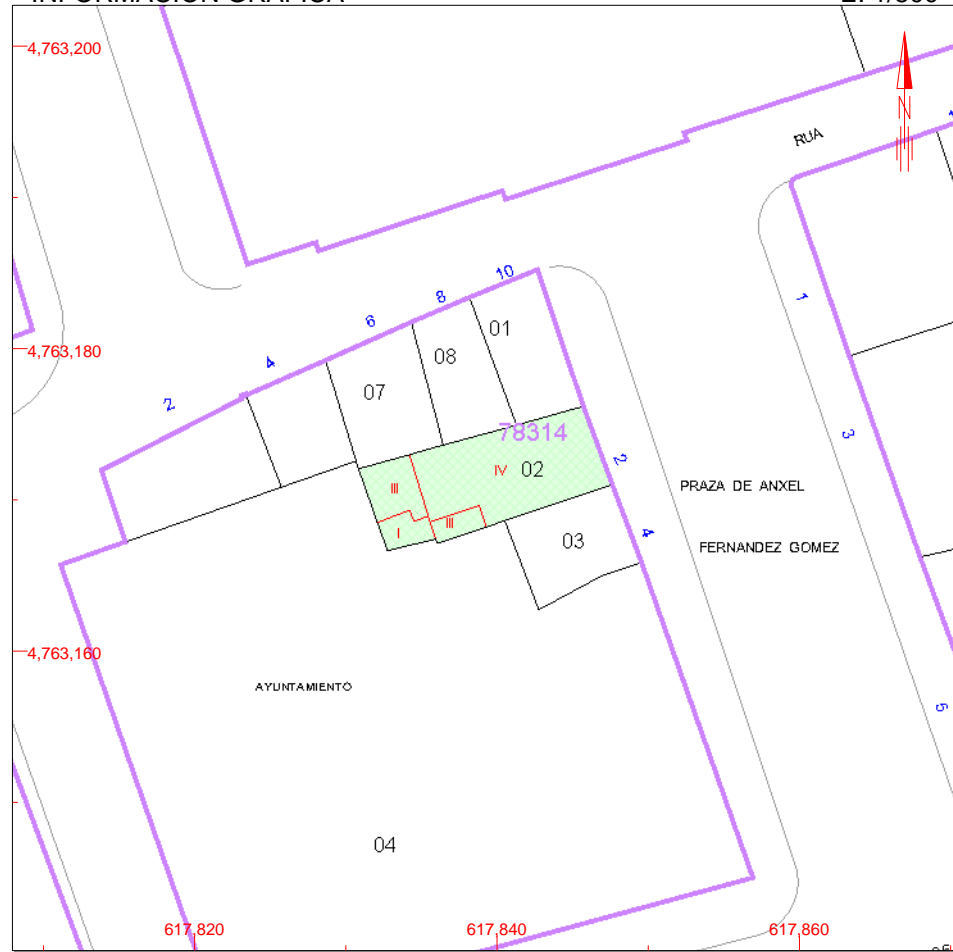 4,763,200
RUA
N
1
10
8
6
01
4
4,763,180
08
07
2
3
78314
IV
02
2
III
PRAZA DE ANXEL
III
I
03
4
FERNANDEZ GOMEZ
4,763,160
AYUNTAMIENTO
5
04
617,820
617,840
617,860